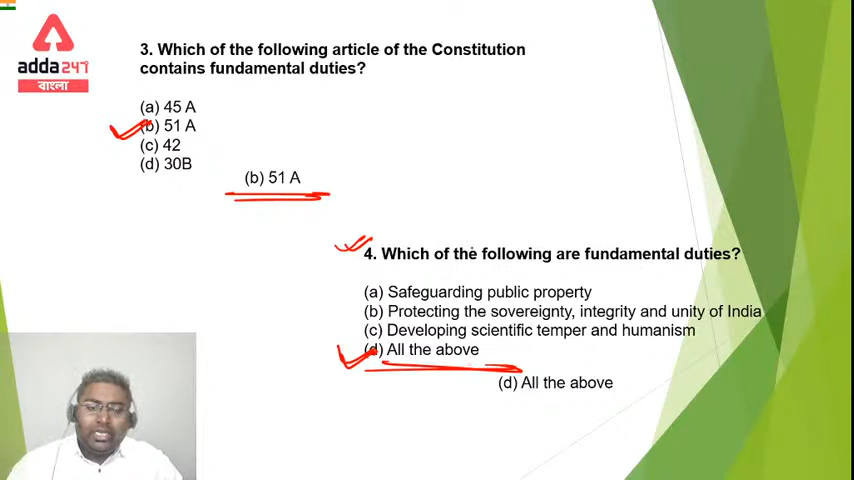 adda247
বাংলা
3. Which of the following article of the Constitution
contains fundamental duties?
(a) 45 A
(b) 51 A
(c) 42
(d) 30B
(b) 51 A
4. Which of the following are fundamental duties?
(a) Safeguarding public property
(b) Protecting the sovereignty, integrity and unity of India
(c) Developing scientific temper and humanism
(d) All the above
(d) All the above